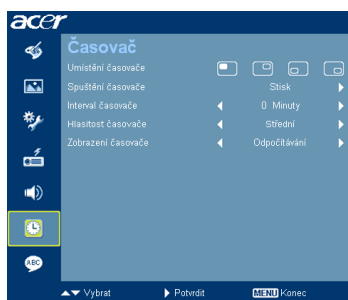 acer
Časovač
Umístění časovače
Spuštění časovače Stisk
Interval časovače 0 Minuty
Hlasitost časovače Střední
Zobrazení časovače Odpočítávání
ABC
Vybrat Potvrdit MENU Konec